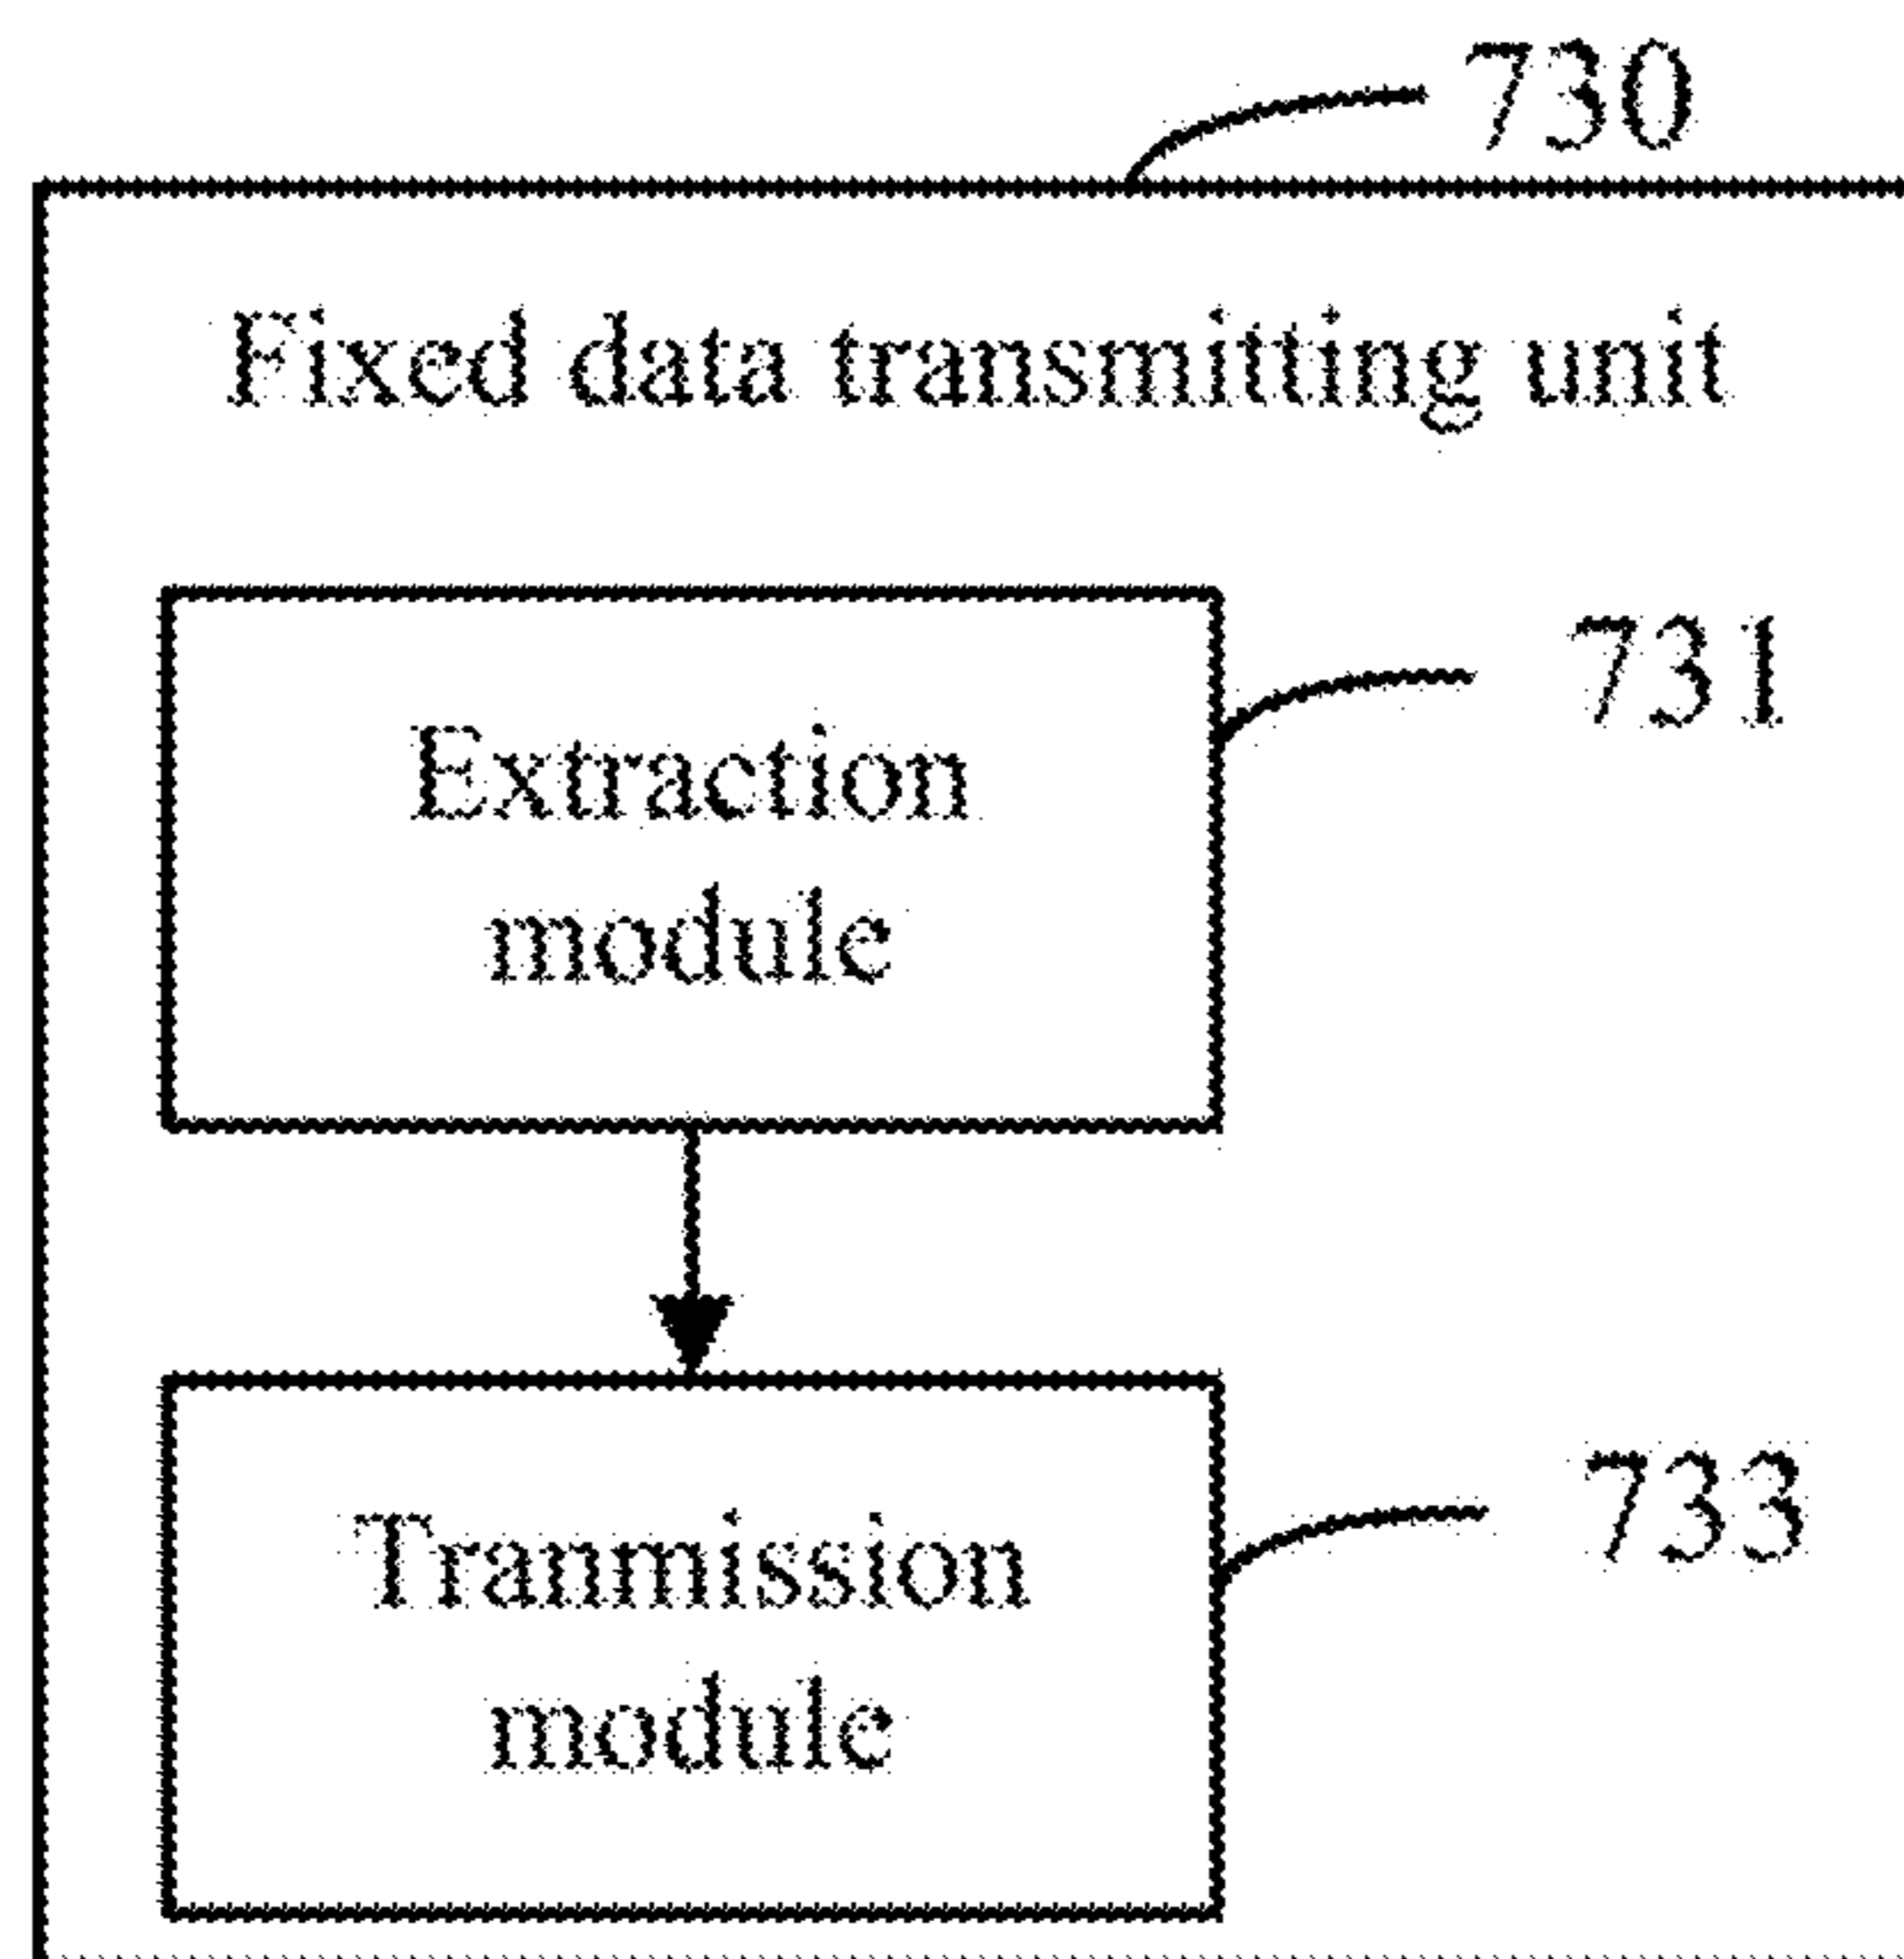 730
Fixed data transmitting unit
731
Extraction
module
733
Tranmission
module